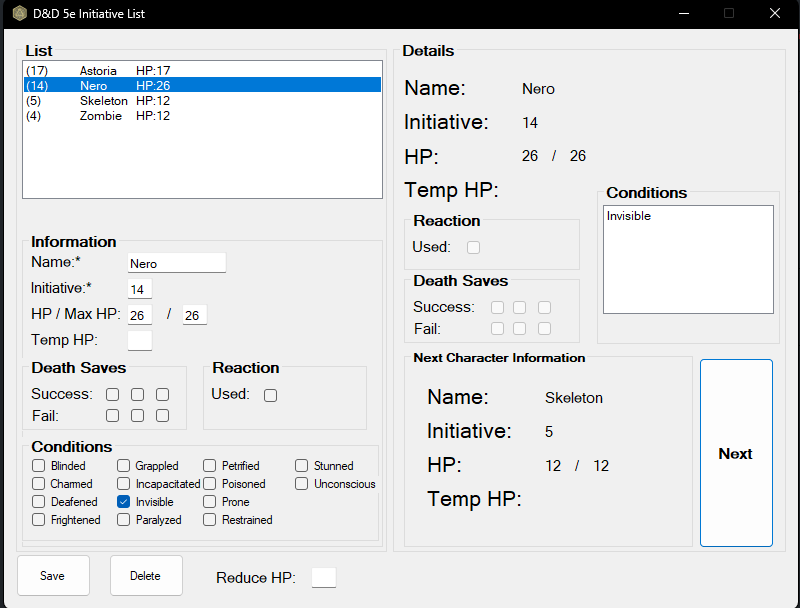 D&D 5e Initiative List
List
(17) Astoria HP:17
(14) Nero HP:26
(5) Skeleton HP:12
(4) Zombie HP:12
Information
Name:* Nero
Initiative:* 14
HP / Max HP: 26 / 26
Temp HP:
Death Saves
Success:
Fail:
Reaction
Used:
Conditions
Blinded Grappled Petrified Stunned
Charmed Incapacitated Poisoned Unconscious
Deafened Invisible Prone
Frightened Paralyzed Restrained
Save Delete Reduce HP:
Details
Name: Nero
Initiative: 14
HP: 26 / 26
Temp HP:
Reaction
Used:
Death Saves
Success:
Fail:
Conditions
Invisible
Next Character Information
Name: Skeleton
Initiative: 5
HP: 12 / 12
Temp HP:
Next